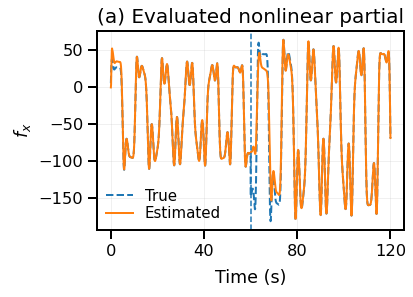 (a) Evaluated nonlinear partial
50
0
−50
−100
−150
f_x
True
Estimated
0 40 80 120
Time (s)